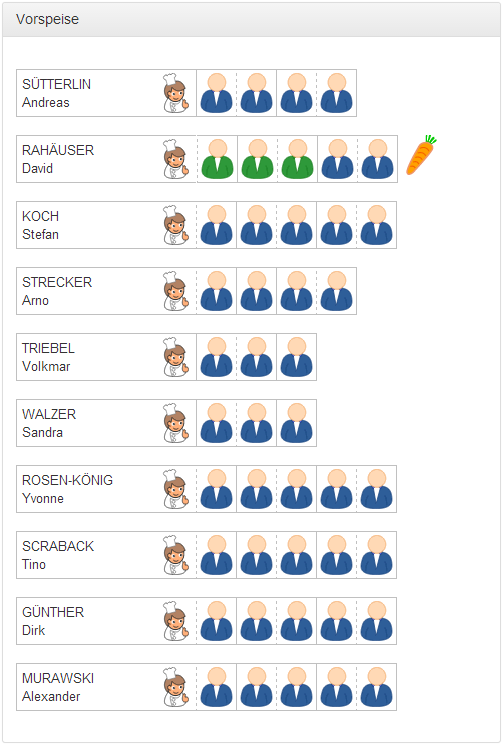 Vorspeise
SÜTTERLIN
Andreas
RAHÄUSER
David
KOCH
Stefan
STRECKER
Arno
TRIEBEL
Volkmar
WALZER
Sandra
ROSEN-KÖNIG
Yvonne
SCRABACK
Tino
GÜNTHER
Dirk
MURAWSKI
Alexander